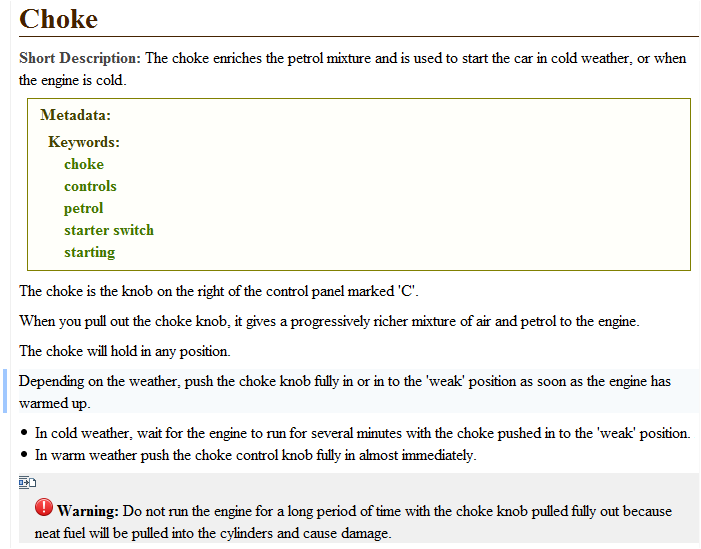 Choke
Short Description: The choke enriches the petrol mixture and is used to start the car in cold weather, or when
the engine is cold.
Metadata:
Keywords:
choke
controls
petrol
starter switch
starting
The choke is the knob on the right of the control panel marked 'C'.
When you pull out the choke knob, it gives a progressively richer mixture of air and petrol to the engine.
The choke will hold in any position.
Depending on the weather, push the choke knob fully in or in to the 'weak' position as soon as the engine has
warmed up.
• In cold weather, wait for the engine to run for several minutes with the choke pushed in to the 'weak' position.
• In warm weather push the choke control knob fully in almost immediately.
Warning: Do not run the engine for a long period of time with the choke knob pulled fully out because
neat fuel will be pulled into the cylinders and cause damage.